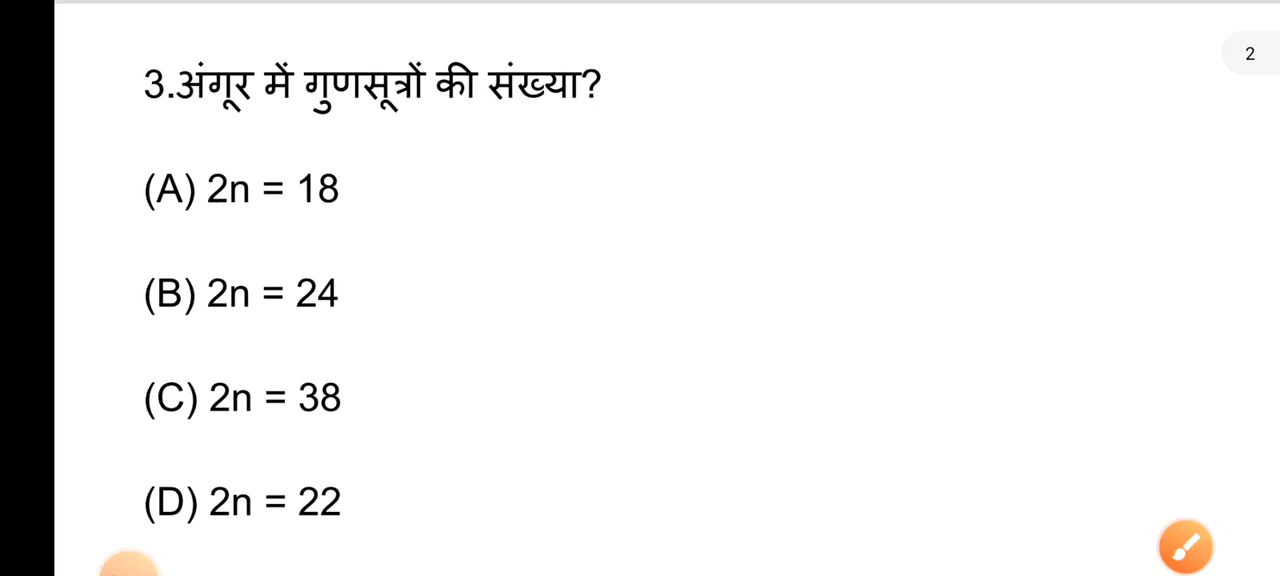 2
3.अंगूर में गुणसूत्रों की संख्या?
(A) 2n = 18
(B) 2n = 24
(C) 2n = 38
(D) 2n = 22